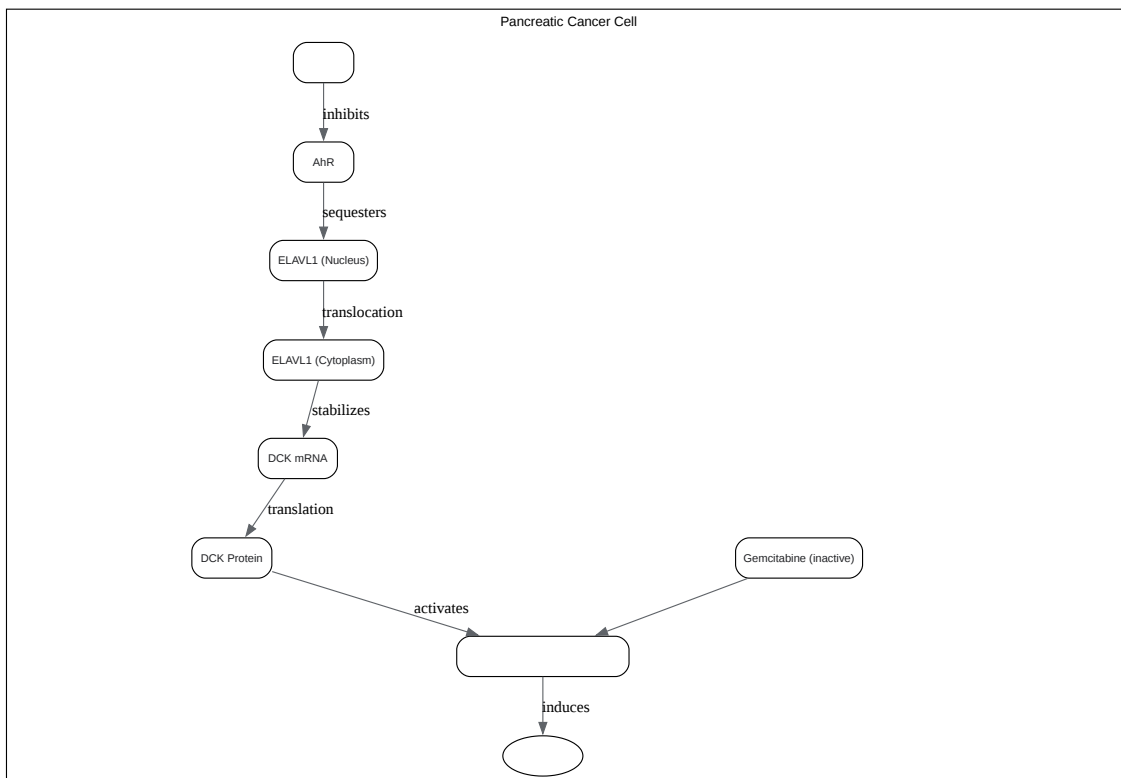 Pancreatic Cancer Cell
inhibits
AhR
sequesters
ELAVL1 (Nucleus)
translocation
ELAVL1 (Cytoplasm)
stabilizes
DCK mRNA
translation
DCK Protein
Gemcitabine (inactive)
activates
induces